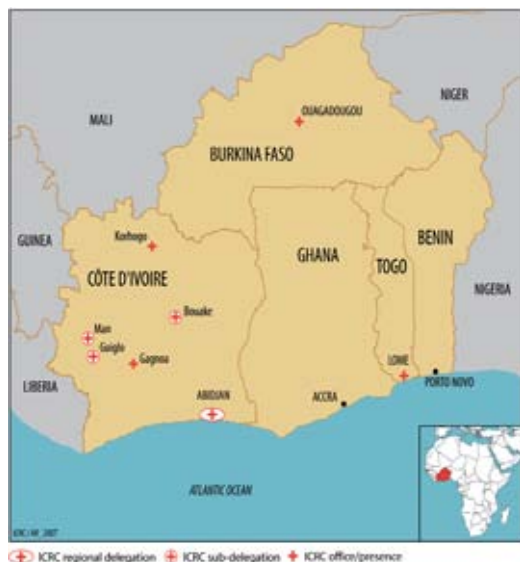 NIGER
OUAGADOUGOU
MALI
BURKINA FASO
GUINEA
Korhogo
BENIN
GHANA
TOGO
CÔTE D'IVOIRE
NIGERIA
Bouake
Man
Guiglo
Gagnoa
LOME
LIBERIA
PORTO NOVO
ABIDJAN
ACCRA
ATLANTIC OCEAN
ICRC regional delegation ICRC sub-delegation ICRC office/presence